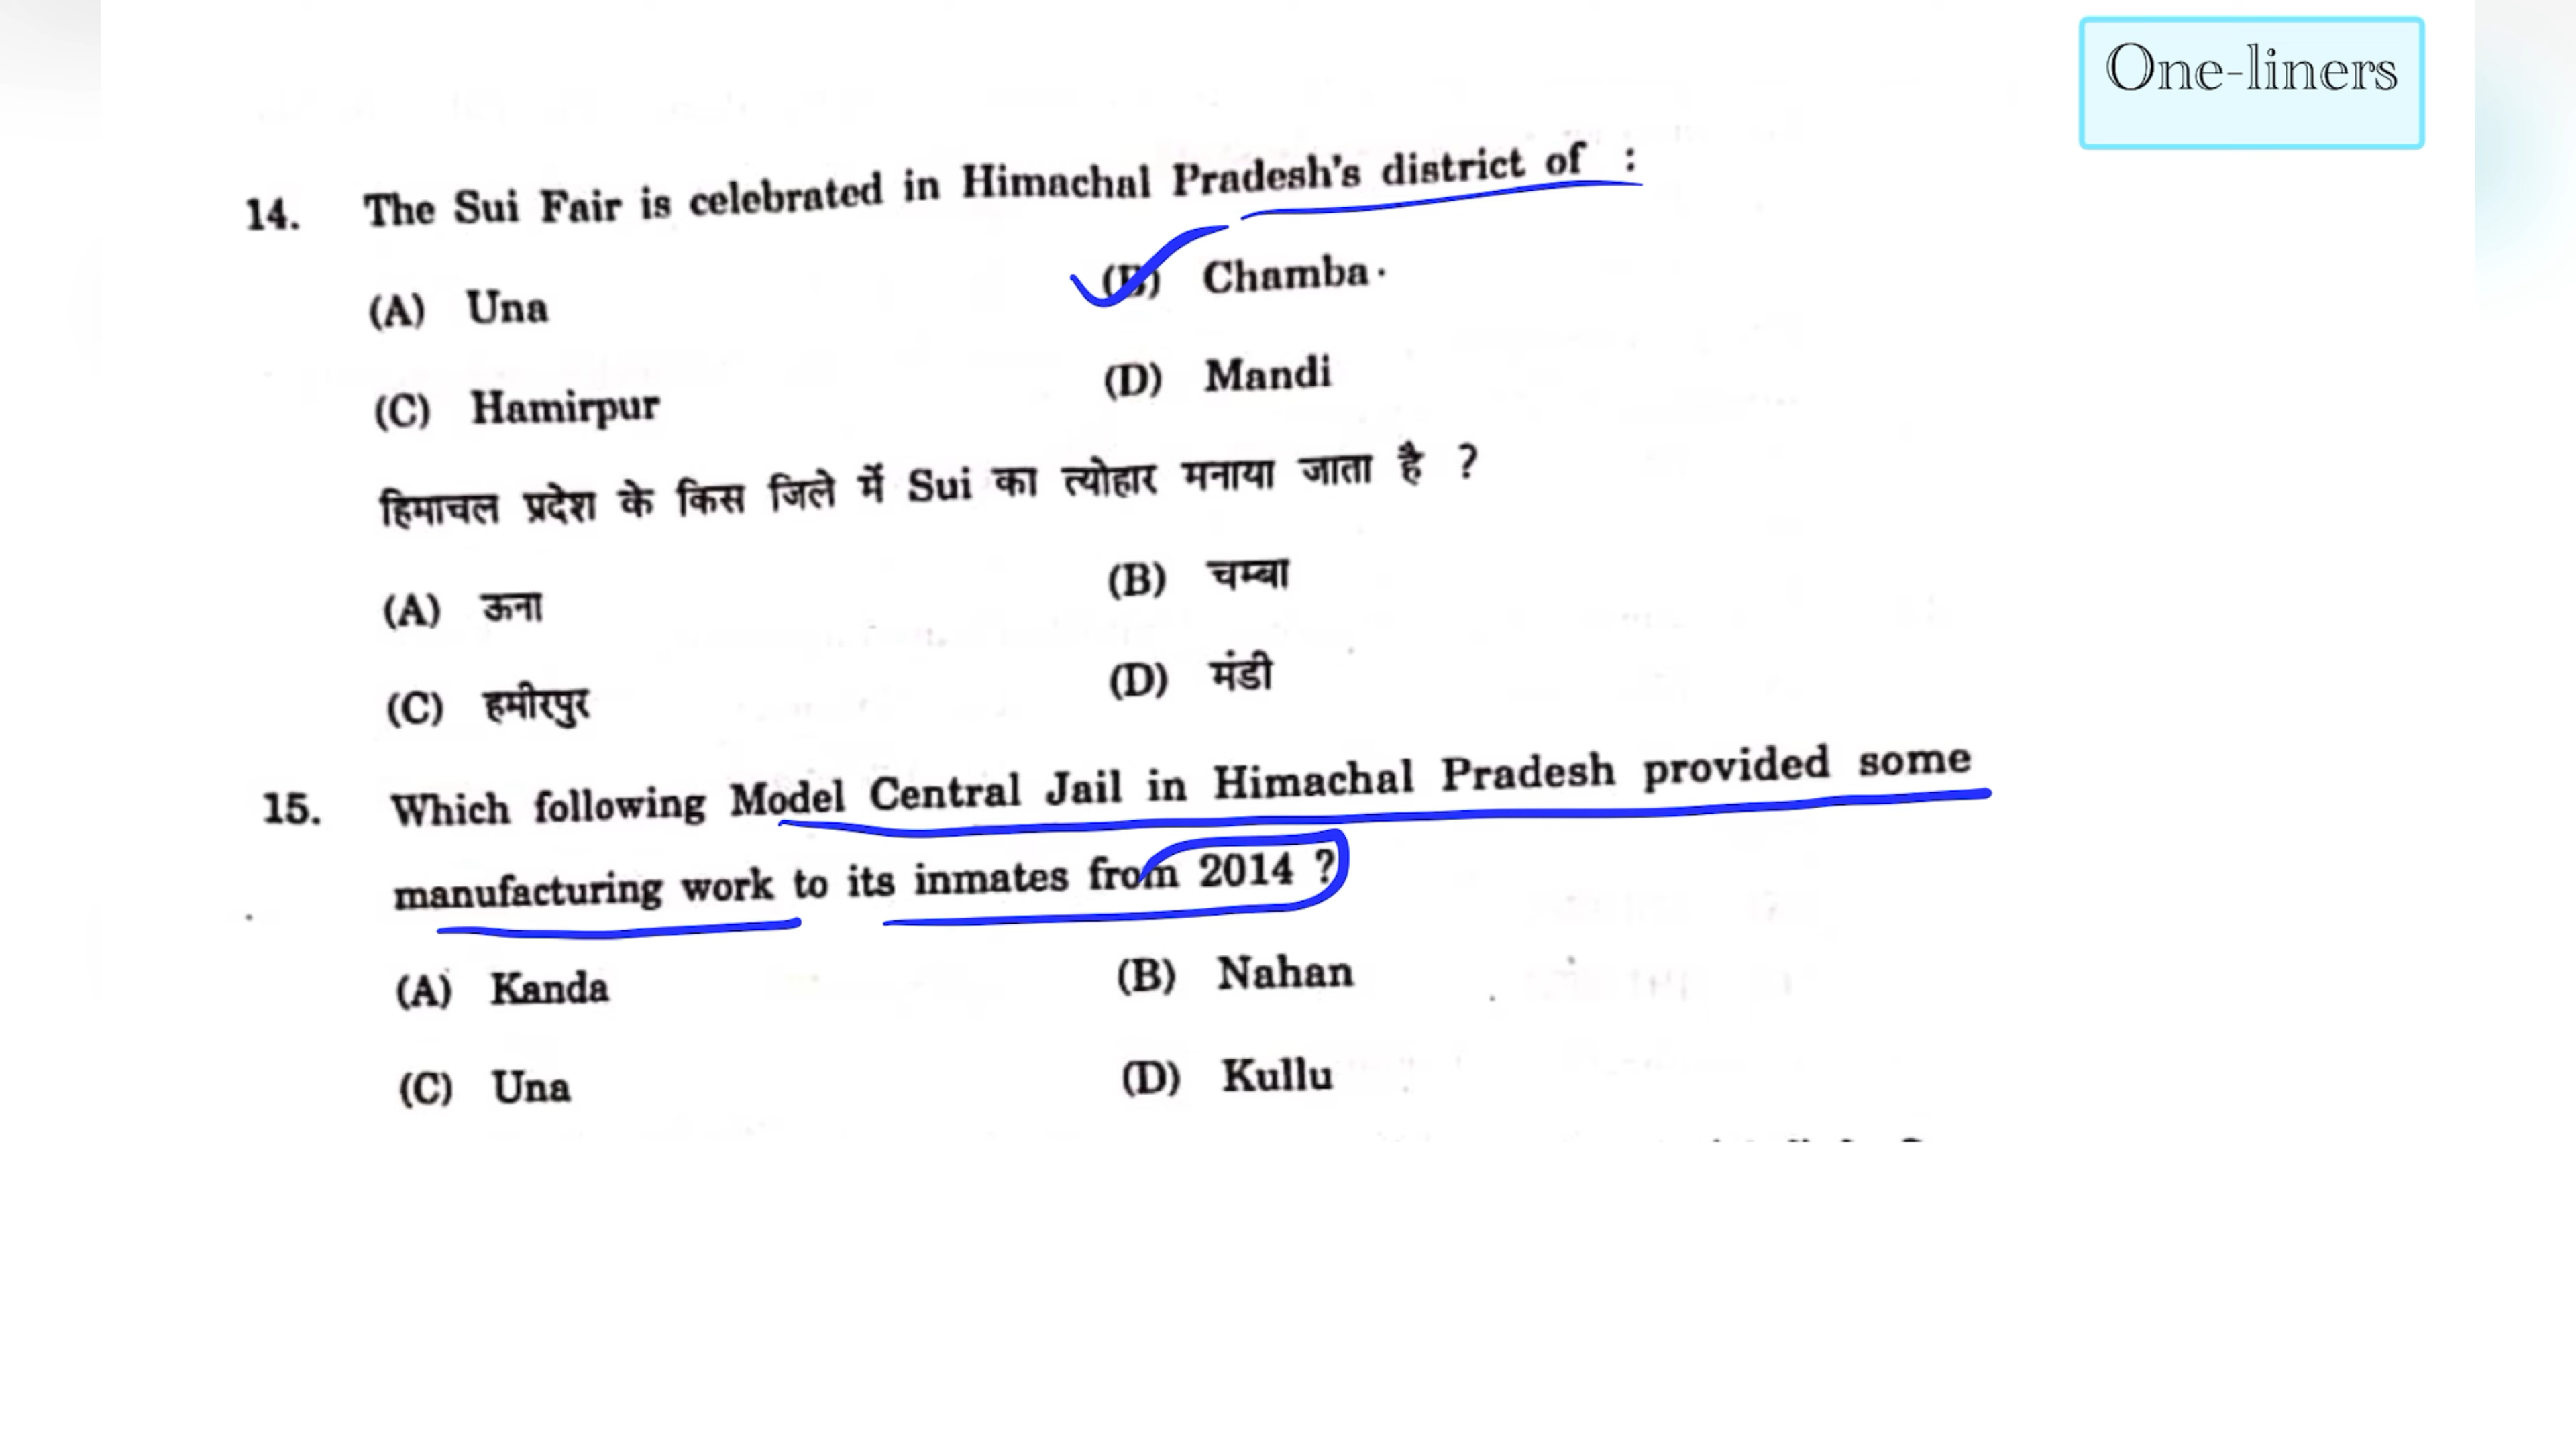 One-liners
14. The Sui Fair is celebrated in Himachal Pradesh's district of :
(A) Una (B) Chamba
(C) Hamirpur (D) Mandi
हिमाचल प्रदेश के किस जिले में Sui का त्योहार मनाया जाता है ?
(A) ऊना (B) चम्बा
(C) हमीरपुर (D) मंडी
15. Which following Model Central Jail in Himachal Pradesh provided some
manufacturing work to its inmates from 2014 ?
(A) Kanda (B) Nahan
(C) Una (D) Kullu